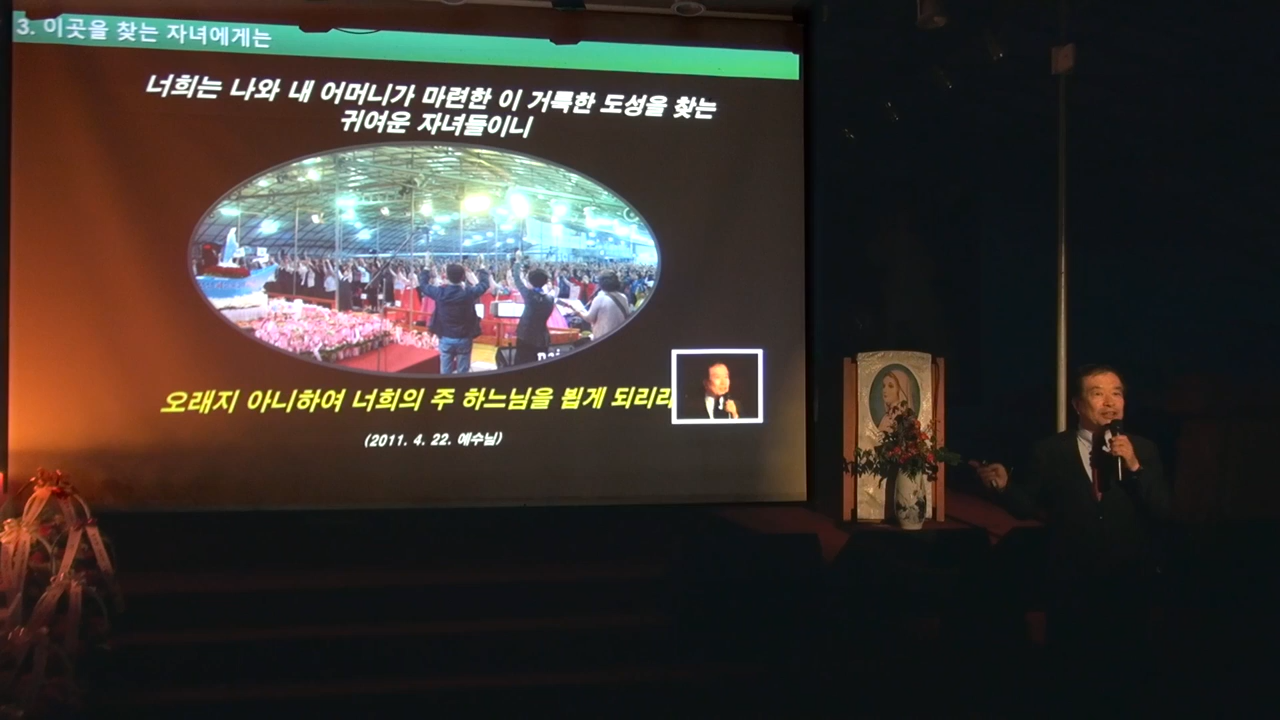 3. 이곳을 찾는 자녀에게는
너희는 나와 내 어머니가 마련한 이 거룩한 도성을 찾는
귀여운 자녀들이니
오래지 아니하여 너희의 주 하느님을 뵙게 되리라
(2011. 4. 22. 예수님)